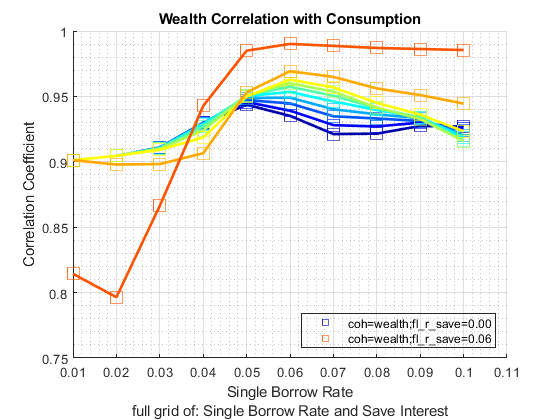 Wealth Correlation with Consumption
1
0.95
0.9
0.85
0.8
0.75
Correlation Coefficient
coh=wealth;fl_r_save=0.00
coh=wealth;fl_r_save=0.06
0.01 0.02 0.03 0.04 0.05 0.06 0.07 0.08 0.09 0.1 0.11
Single Borrow Rate
full grid of: Single Borrow Rate and Save Interest